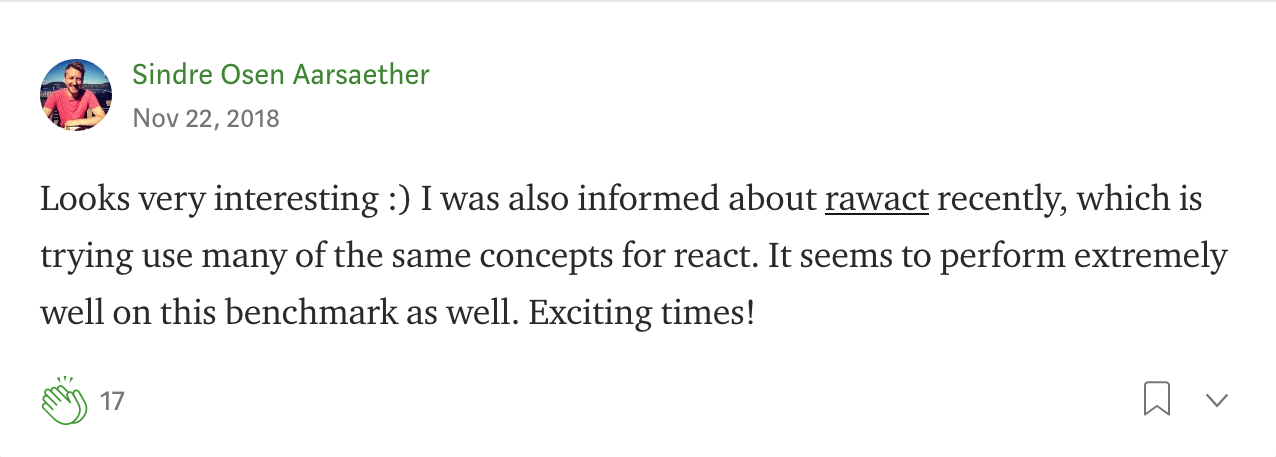 Sindre Osen Aarsaether
Nov 22, 2018
Looks very interesting :) I was also informed about rawact recently, which is
trying use many of the same concepts for react. It seems to perform extremely
well on this benchmark as well. Exciting times!
17